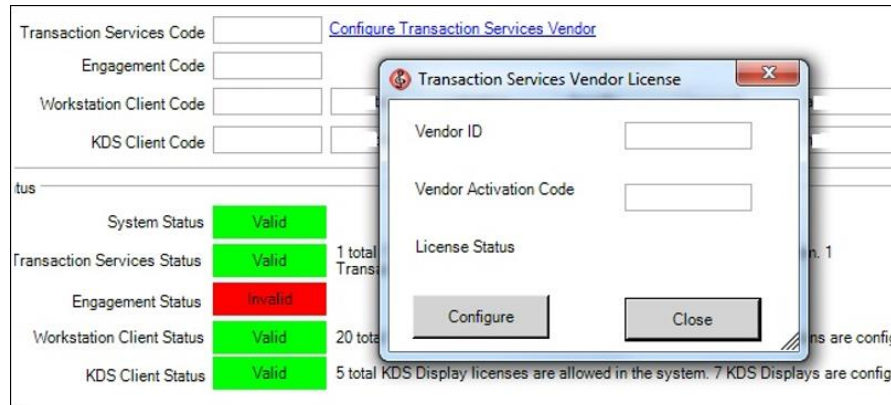 Transaction Services Code
Configure Transaction Services Vendor
Engagement Code
Workstation Client Code
KDS Client Code
Transaction Services Vendor License
Vendor ID
Vendor Activation Code
License Status
Configure
Close
tus
System Status Valid
Transaction Services Status Valid 1 total
n. 1
Transa
Engagement Status Invalid
Workstation Client Status Valid 20 tota
ns are config
KDS Client Status Valid 5 total KDS Display licenses are allowed in the system. 7 KDS Displays are config